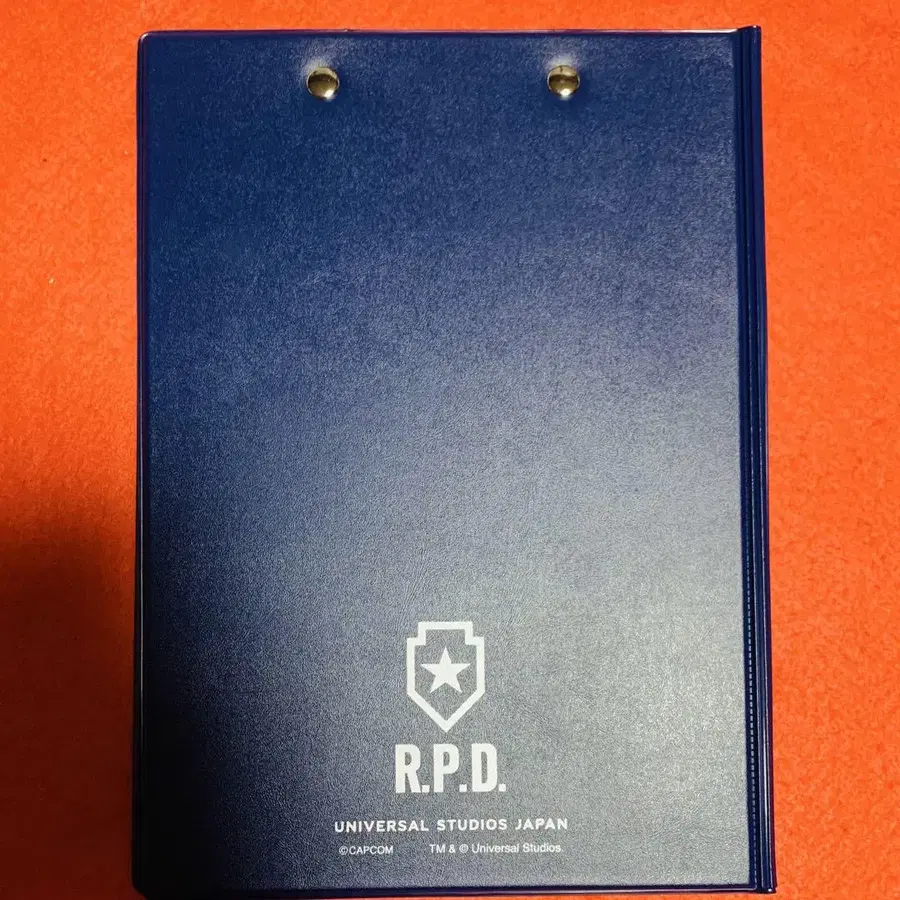 R.P.D.
UNIVERSAL STUDIOS JAPAN
©CAPCOM TM & © Universal Studios.